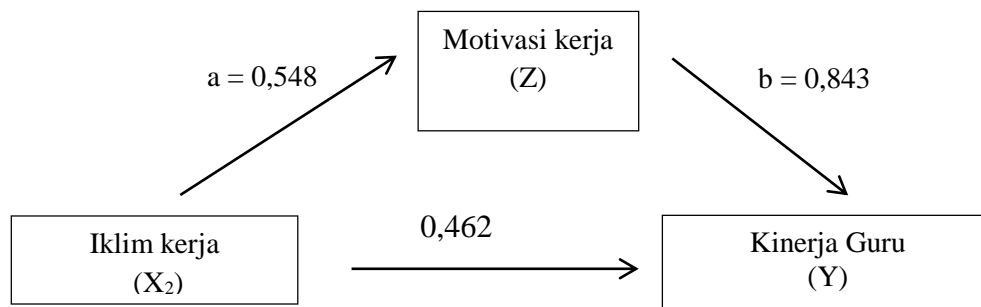 Motivasi kerja
(Z)
a = 0,548
b = 0,843
Iklim kerja
(X₂)
0,462
Kinerja Guru
(Y)